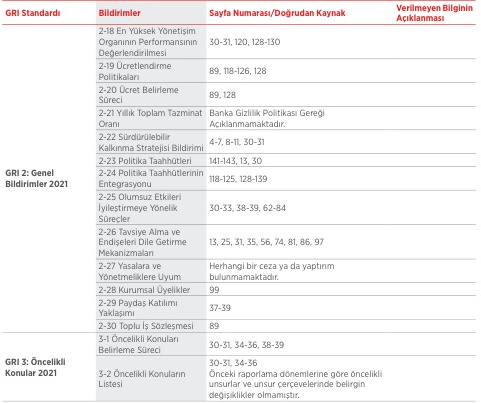 GRI Standardı Bildirimler Sayfa Numarası/Doğrudan Kaynak Verilmeyen Bilginin
Açıklanması
2-18 En Yüksek Yönetişim
Organının Performansının
Değerlendirilmesi
30-31, 120, 128-130
2-19 Ücretlendirme
Politikaları
89, 118-126, 128
2-20 Ücret Belirleme
Süreci
89, 128
2-21 Yıllık Toplam Tazminat
Oranı
Banka Gizlilik Politikası Gereği
Açıklanmamaktadır.
2-22 Sürdürülebilir
Kalkınma Stratejisi Bildirimi
4-7, 8-11, 30-31
GRI 2: Genel
Bildirimler 2021
2-23 Politika Taahhütleri 141-143, 13, 30
2-24 Politika Taahhütlerinin
Entegrasyonu
118-125, 128-139
2-25 Olumsuz Etkileri
İyileştirmeye Yönelik
Süreçler
30-33, 38-39, 62-84
2-26 Tavsiye Alma ve
Endişeleri Dile Getirme
Mekanizmaları
13, 25, 31, 35, 56, 74, 81, 86, 97
2-27 Yasalara ve
Yönetmeliklere Uyum
Herhangi bir ceza ya da yaptırım
bulunmamaktadır.
2-28 Kurumsal Üyelikler 99
2-29 Paydaş Katılımı
Yaklaşımı
37-39
2-30 Toplu İş Sözleşmesi 89
GRI 3: Öncelikli
Konular 2021
3-1 Öncelikli Konuları
Belirleme Süreci
30-31, 34-36, 38-39
3-2 Öncelikli Konuların
Listesi
30-31, 34-36
Önceki raporlama dönemlerine göre öncelikli
unsurlar ve unsur çerçevelerinde belirgin
değişiklikler olmamıştır.